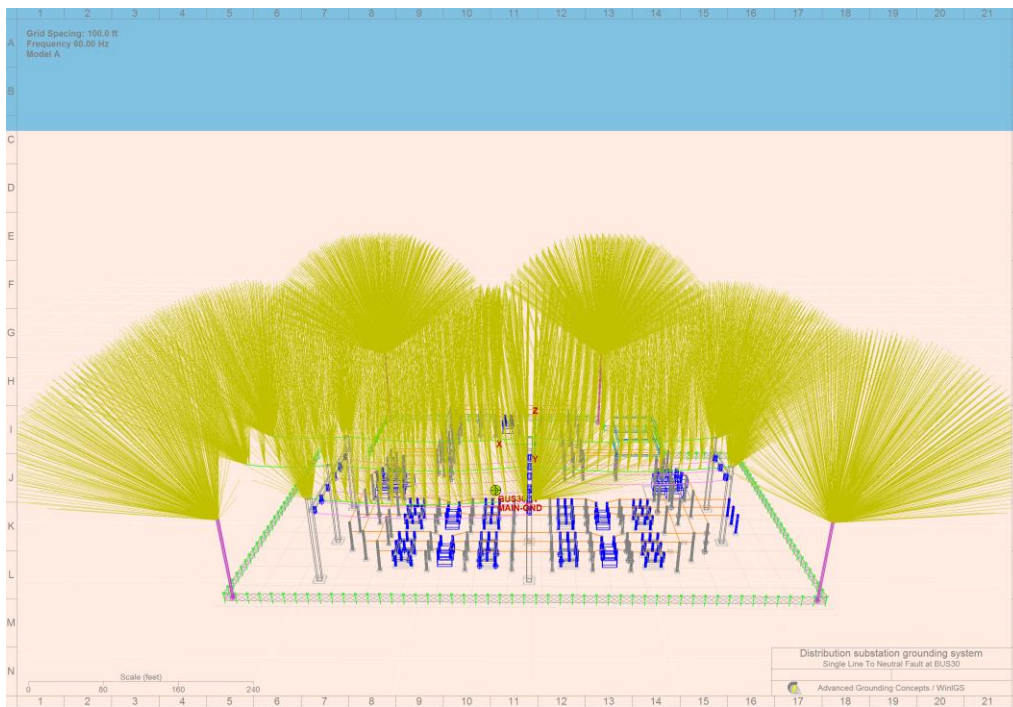 1 2 3 4 5 6 7 8 9 10 11 12 13 14 15 16 17 18 19 20 21
Grid Spacing: 100.0 ft
Frequency 60.00 Hz
Model A
A
B
C
D
E
F
G
H
I
J
K
L
M
N
Z
X
Y
MAIN-GND
Distribution substation grounding system
Single Line To Neutral Fault at BUS30
Advanced Grounding Concepts / WinIGS
Scale (feet)
0 80 160 240
1 2 3 4 5 6 7 8 9 10 11 12 13 14 15 16 17 18 19 20 21